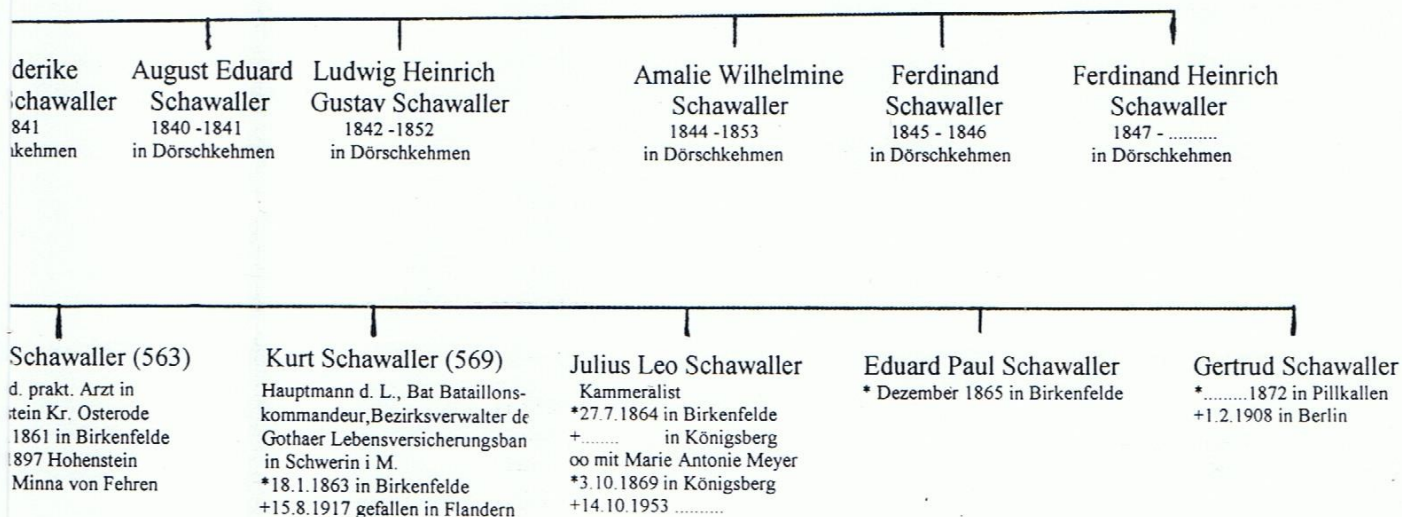 derike
chawaller
841
kehmen
August Eduard
Schawaller
1840 -1841
in Dörschkehmen
Ludwig Heinrich
Gustav Schawaller
1842 -1852
in Dörschkehmen
Amalie Wilhelmine
Schawaller
1844 -1853
in Dörschkehmen
Ferdinand
Schawaller
1845 - 1846
in Dörschkehmen
Ferdinand Heinrich
Schawaller
1847 - ..........
in Dörschkehmen
Schawaller (563)
d. prakt. Arzt in
tein Kr. Osterode
1861 in Birkenfelde
1897 Hohenstein
Minna von Fehren
Kurt Schawaller (569)
Hauptmann d. L., Bat Bataillons-
kommandeur,Bezirksverwalter de
Gothaer Lebensversicherungsban
in Schwerin i M.
*18.1.1863 in Birkenfelde
+15.8.1917 gefallen in Flandern
Julius Leo Schawaller
Kammeralist
*27.7.1864 in Birkenfelde
+........ in Königsberg
oo mit Marie Antonie Meyer
*3.10.1869 in Königsberg
+14.10.1953 ..........
Eduard Paul Schawaller
* Dezember 1865 in Birkenfelde
Gertrud Schawaller
*.........1872 in Pillkallen
+1.2.1908 in Berlin